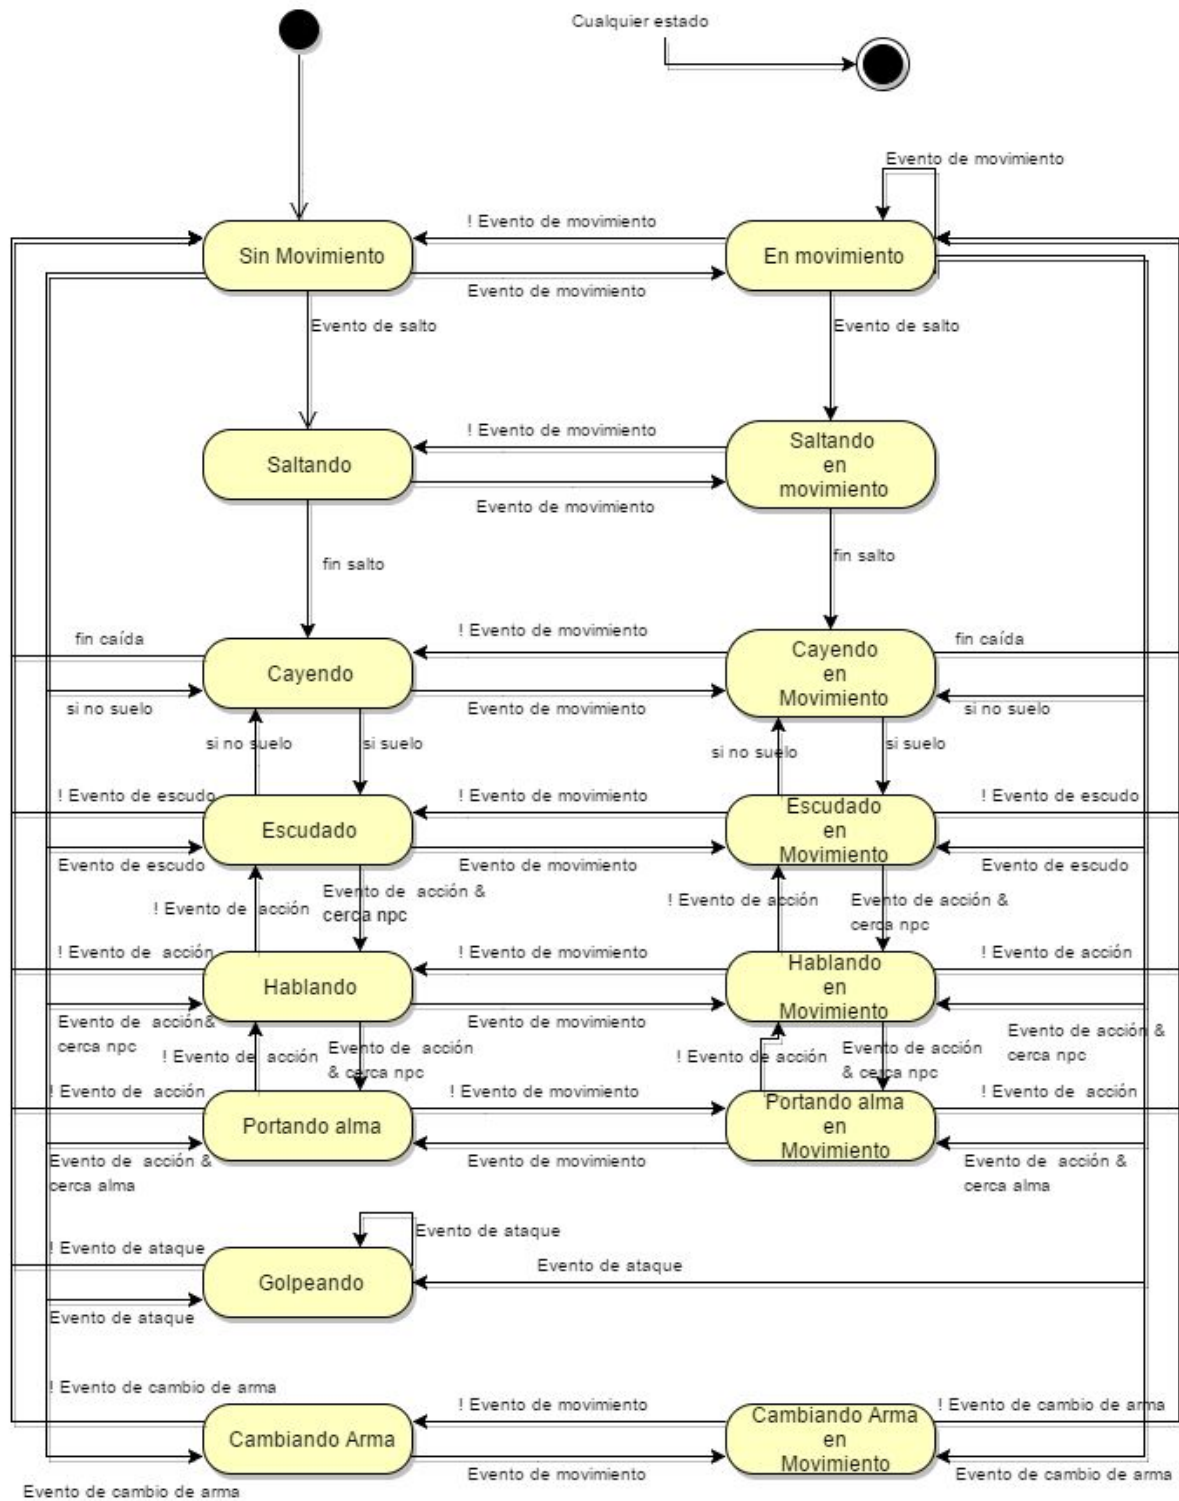 Cualquier estado
Evento de movimiento
! Evento de movimiento
Sin Movimiento
En movimiento
Evento de movimiento
Evento de salto
Evento de salto
! Evento de movimiento
Saltando
Saltando
en
movimiento
Evento de movimiento
fin salto
fin salto
fin caída
! Evento de movimiento
fin caída
Cayendo
Cayendo
en
Movimiento
si no suelo
Evento de movimiento
si no suelo
si no suelo
si suelo
si no suelo
si suelo
! Evento de escudo
! Evento de movimiento
! Evento de escudo
Escudado
Escudado
en
Movimiento
Evento de escudo
Evento de movimiento
Evento de escudo
! Evento de acción
Evento de acción &
cerca npc
! Evento de acción
Evento de acción &
cerca npc
! Evento de acción
! Evento de movimiento
! Evento de acción
Hablando
Hablando
en
Movimiento
Evento de acción&
cerca npc
Evento de movimiento
Evento de acción &
cerca npc
! Evento de acción
Evento de acción
& cerca npc
! Evento de acción
Evento de acción
& cerca npc
! Evento de acción
! Evento de movimiento
! Evento de acción
Portando alma
Portando alma
en
Movimiento
Evento de acción &
cerca alma
Evento de movimiento
Evento de acción &
cerca alma
Evento de ataque
! Evento de ataque
Evento de ataque
Golpeando
Evento de ataque
! Evento de cambio de arma
! Evento de movimiento
! Evento de cambio de arma
Cambiando Arma
Cambiando Arma
en
Movimiento
Evento de movimiento
Evento de cambio de arma
Evento de cambio de arma